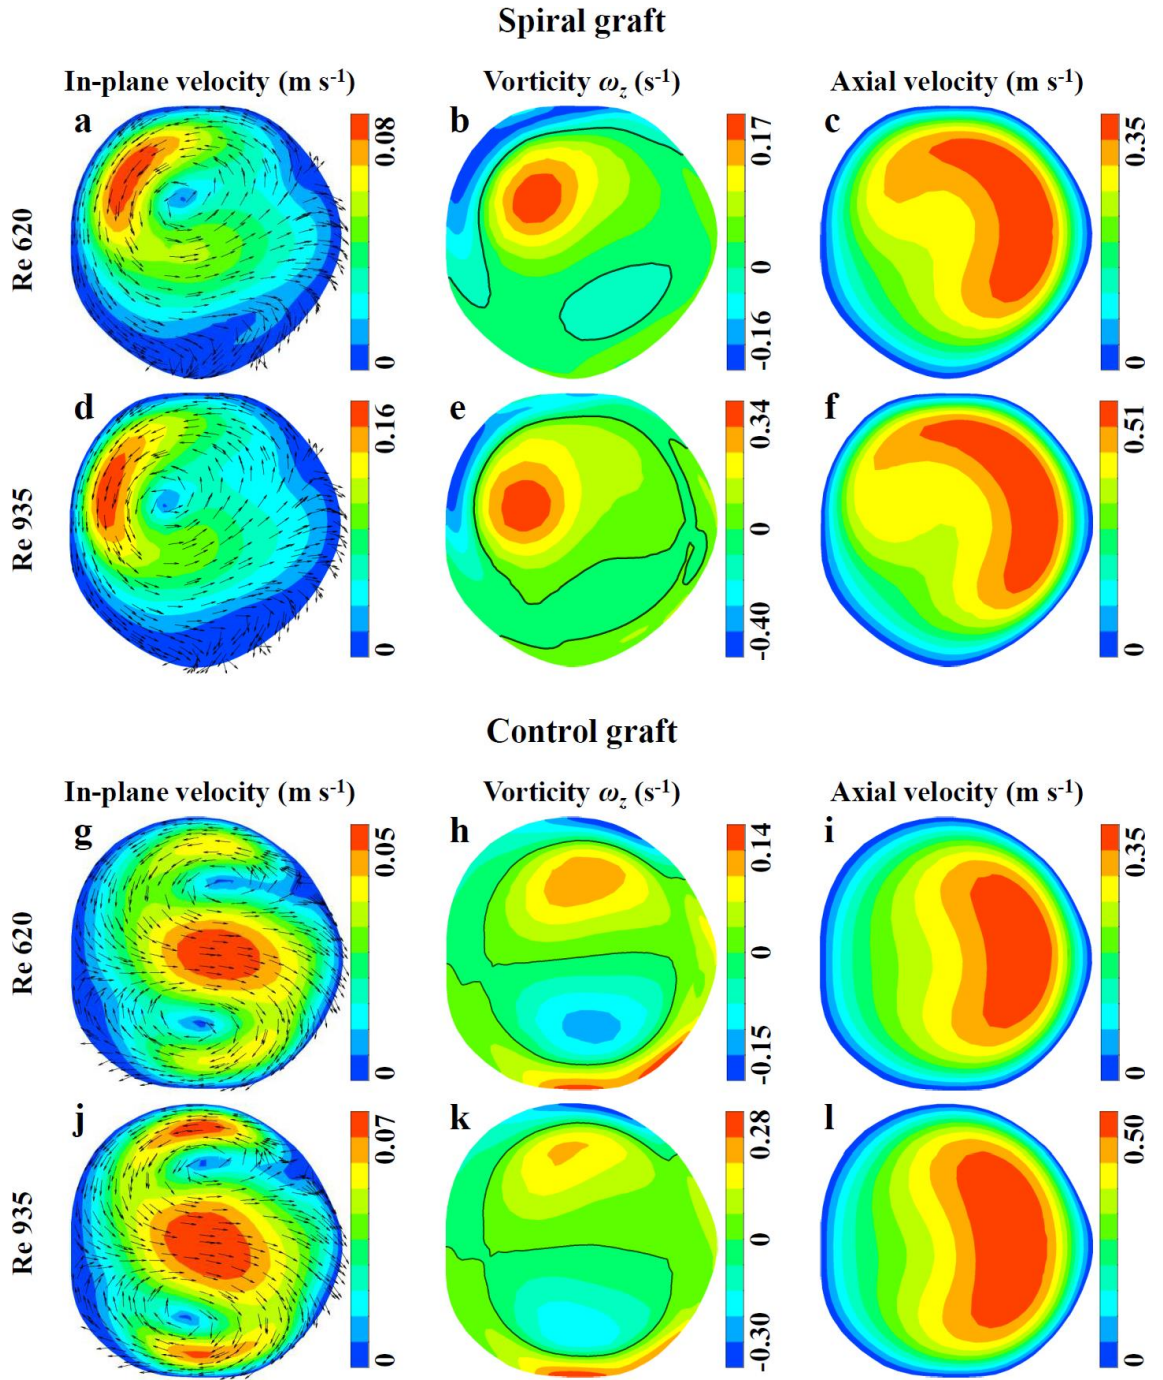 Spiral graft
In-plane velocity (m s⁻¹)
Vorticity ω_z (s⁻¹)
Axial velocity (m s⁻¹)
Re 620
a
0.08
0
b
0.17
0
-0.16
c
0.35
0
Re 935
d
0.16
0
e
0.34
0
-0.40
f
0.51
0
Control graft
In-plane velocity (m s⁻¹)
Vorticity ω_z (s⁻¹)
Axial velocity (m s⁻¹)
Re 620
g
0.05
0
h
0.14
0
-0.15
i
0.35
0
Re 935
j
0.07
0
k
0.28
0
-0.30
l
0.50
0